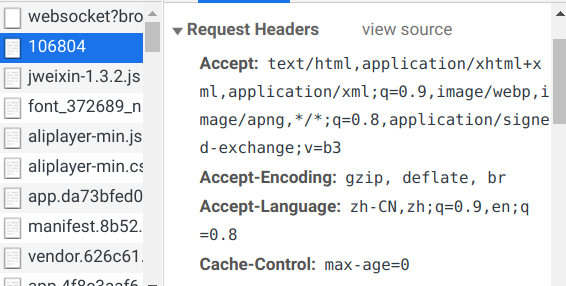 websocket?bro
106804
jweixin-1.3.2.js
font_372689_n
aliplayer-min.js
aliplayer-min.cs
app.da73bfed0
manifest.8b52.
vendor.626c61.
app.4f8e3aaf6
Request Headers view source
Accept: text/html,application/xhtml+x
ml,application/xml;q=0.9,image/webp,i
mage/apng,*/*;q=0.8,application/signe
d-exchange;v=b3
Accept-Encoding: gzip, deflate, br
Accept-Language: zh-CN,zh;q=0.9,en;q
=0.8
Cache-Control: max-age=0